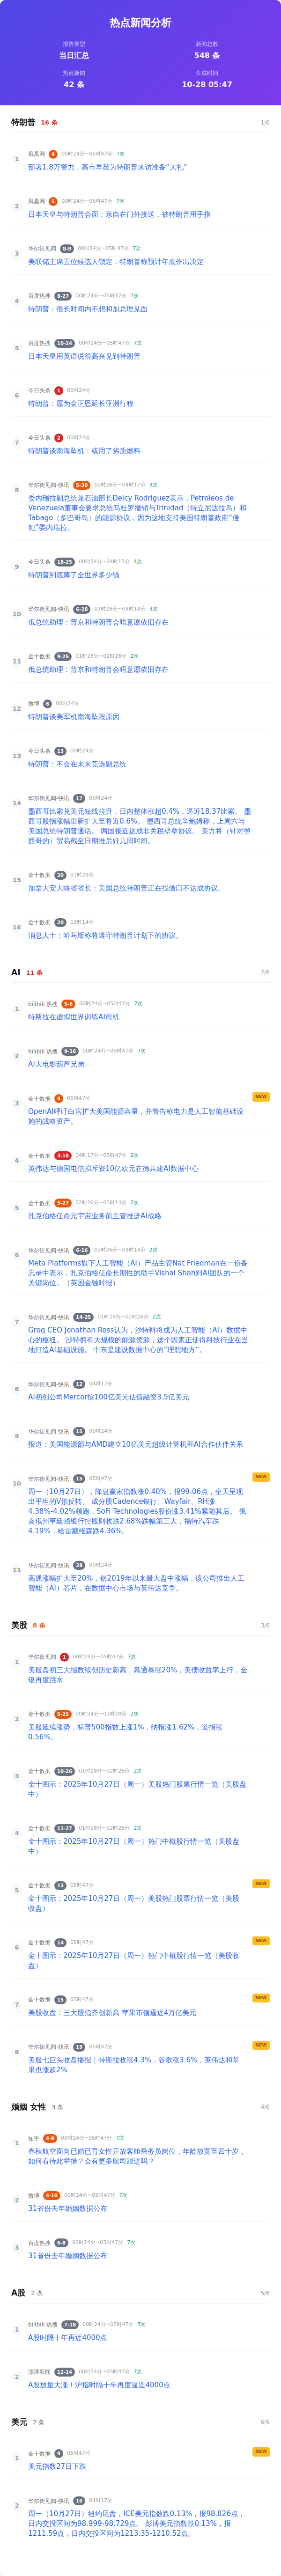 热点新闻分析
报告类型
当日汇总
新闻总数
548 条
热点新闻
42 条
生成时间
10-28 05:47
特朗普 16 条 1/6
1
凤凰网 4 00时24分~05时47分 7次
部署1.8万警力，高市早苗为特朗普来访准备“大礼”
2
凤凰网 5 00时24分~05时47分 7次
日本天皇与特朗普会面：亲自在门外接送，被特朗普用手指
3
华尔街见闻 8-9 00时24分~05时47分 7次
美联储主席五位候选人锁定，特朗普称预计年底作出决定
4
百度热搜 8-27 00时24分~05时47分 7次
特朗普：很长时间内不想和加总理见面
5
百度热搜 10-24 00时24分~05时47分 7次
日本天皇用英语说很高兴见到特朗普
6
今日头条 1 00时24分
特朗普：愿为金正恩延长亚洲行程
7
今日头条 2 00时24分
特朗普谈南海坠机：或用了劣质燃料
8
华尔街见闻-快讯 5-30 02时26分~04时17分 3次
委内瑞拉副总统兼石油部长Delcy Rodriguez表示，Petroleos de
Venezuela董事会要求总统马杜罗撤销与Trinidad（特立尼达拉岛）和
Tabago（多巴哥岛）的能源协议，因为这地支持美国特朗普政府“侵
犯”委内瑞拉。
9
今日头条 18-25 00时24分~04时17分 4次
特朗普到底薅了全世界多少钱
10
华尔街见闻-快讯 6-28 01时28分~03时14分 3次
俄总统助理：普京和特朗普会晤意愿依旧存在
11
金十数据 9-25 01时28分~02时26分 2次
俄总统助理：普京和特朗普会晤意愿依旧存在
12
微博 6 00时24分
特朗普谈美军机南海坠毁原因
13
今日头条 13 00时24分
特朗普：不会在未来竞选副总统
14
华尔街见闻-快讯 17 00时24分
墨西哥比索兑美元短线拉升，日内整体涨超0.4%，逼近18.37比索。 墨
西哥股指涨幅重新扩大至将近0.6%。 墨西哥总统辛鲍姆称，上周六与
美国总统特朗普通话。 两国接近达成非关税壁垒协议。 美方将（针对墨
西哥的）贸易截至日期推后好几周时间。
15
金十数据 20 01时28分
加拿大安大略省省长：美国总统特朗普正在找借口不达成协议。
16
金十数据 20 03时14分
消息人士：哈马斯称将遵守特朗普计划下的协议。
AI 11 条 2/6
1
bilibili 热搜 5-6 00时24分~05时47分 7次
特斯拉在虚拟世界训练AI司机
2
bilibili 热搜 9-16 00时24分~05时47分 7次
AI大电影葫芦兄弟
3
金十数据 4 05时47分 NEW
OpenAI呼吁白宫扩大美国能源容量，并警告称电力是人工智能基础设
施的战略资产。
4
金十数据 3-18 04时17分~05时47分 2次
英伟达与德国电信拟斥资10亿欧元在德共建AI数据中心
5
金十数据 5-27 02时26分~03时14分 2次
扎克伯格任命元宇宙业务前主管推进AI战略
6
华尔街见闻-快讯 6-16 02时26分~03时14分 2次
Meta Platforms旗下人工智能（AI）产品主管Nat Friedman在一份备
忘录中表示，扎克伯格任命长期性的助手Vishal Shah到AI团队的一个
关键岗位。（英国金融时报）
7
华尔街见闻-快讯 14-25 01时28分~02时26分 2次
Groq CEO Jonathan Ross认为，沙特料将成为人工智能（AI）数据中
心的枢纽。 沙特拥有大规模的能源资源，这个因素正使得科技行业在当
地打造AI基础设施。 中东是建设数据中心的“理想地方”。
8
华尔街见闻-快讯 12 04时17分
AI初创公司Mercor按100亿美元估值融资3.5亿美元
9
华尔街见闻-快讯 15 00时24分
报道：美国能源部与AMD建立10亿美元超级计算机和AI合作伙伴关系
10
华尔街见闻-快讯 15 05时47分 NEW
周一（10月27日），降息赢家指数涨0.40%，报99.06点，全天呈现
出平坦的V形反转。 成分股Cadence银行、Wayfair、RH涨
4.38%-4.02%领跑，SoFi Technologies股份涨3.41%紧随其后。 俄
亥俄州亨廷顿银行控股则收跌2.68%跌幅第三大，福特汽车跌
4.19%，哈雷戴维森跌4.36%。
11
华尔街见闻-快讯 28 00时24分
高通涨幅扩大至20%，创2019年以来最大盘中涨幅，该公司推出人工
智能（AI）芯片，在数据中心市场与英伟达竞争。
美股 8 条 3/6
1
华尔街见闻 1 00时24分~05时47分 7次
美股盘初三大指数续创历史新高，高通暴涨20%，美债收益率上行，金
银再度跳水
2
金十数据 5-25 00时24分~01时28分 2次
美股延续涨势，标普500指数上涨1%，纳指涨1.62%，道指涨
0.56%。
3
金十数据 10-26 01时28分~02时26分 2次
金十图示：2025年10月27日（周一）美股热门股票行情一览（美股盘
中）
4
金十数据 11-27 01时28分~02时26分 2次
金十图示：2025年10月27日（周一）热门中概股行情一览（美股盘
中）
5
金十数据 13 05时47分 NEW
金十图示：2025年10月27日（周一）美股热门股票行情一览（美股
收盘）
6
金十数据 14 05时47分 NEW
金十图示：2025年10月27日（周一）热门中概股行情一览（美股收
盘）
7
金十数据 15 05时47分 NEW
美股收盘：三大股指齐创新高 苹果市值逼近4万亿美元
8
华尔街见闻-快讯 19 05时47分 NEW
美股七巨头收盘播报｜特斯拉收涨4.3%，谷歌涨3.6%，英伟达和苹
果也涨超2%
婚姻 女性 3 条 4/6
1
知乎 4-9 00时24分~05时47分 7次
春秋航空面向已婚已育女性开放客舱乘务员岗位，年龄放宽至四十岁，
如何看待此举措？会有更多航司跟进吗？
2
微博 6-10 00时24分~05时47分 7次
31省份去年婚姻数据公布
3
百度热搜 6-8 00时24分~05时47分 7次
31省份去年婚姻数据公布
A股 2 条 5/6
1
bilibili 热搜 7-18 00时24分~05时47分 7次
A股时隔十年再近4000点
2
澎湃新闻 12-14 00时24分~05时47分 7次
A股放量大涨！沪指时隔十年再度逼近4000点
美元 2 条 6/6
1
金十数据 9 05时47分 NEW
美元指数27日下跌
2
华尔街见闻-快讯 10 04时17分
周一（10月27日）纽约尾盘，ICE美元指数跌0.13%，报98.826点，
日内交投区间为98.999-98.729点。 彭博美元指数跌0.13%，报
1211.59点，日内交投区间为1213.35-1210.52点。